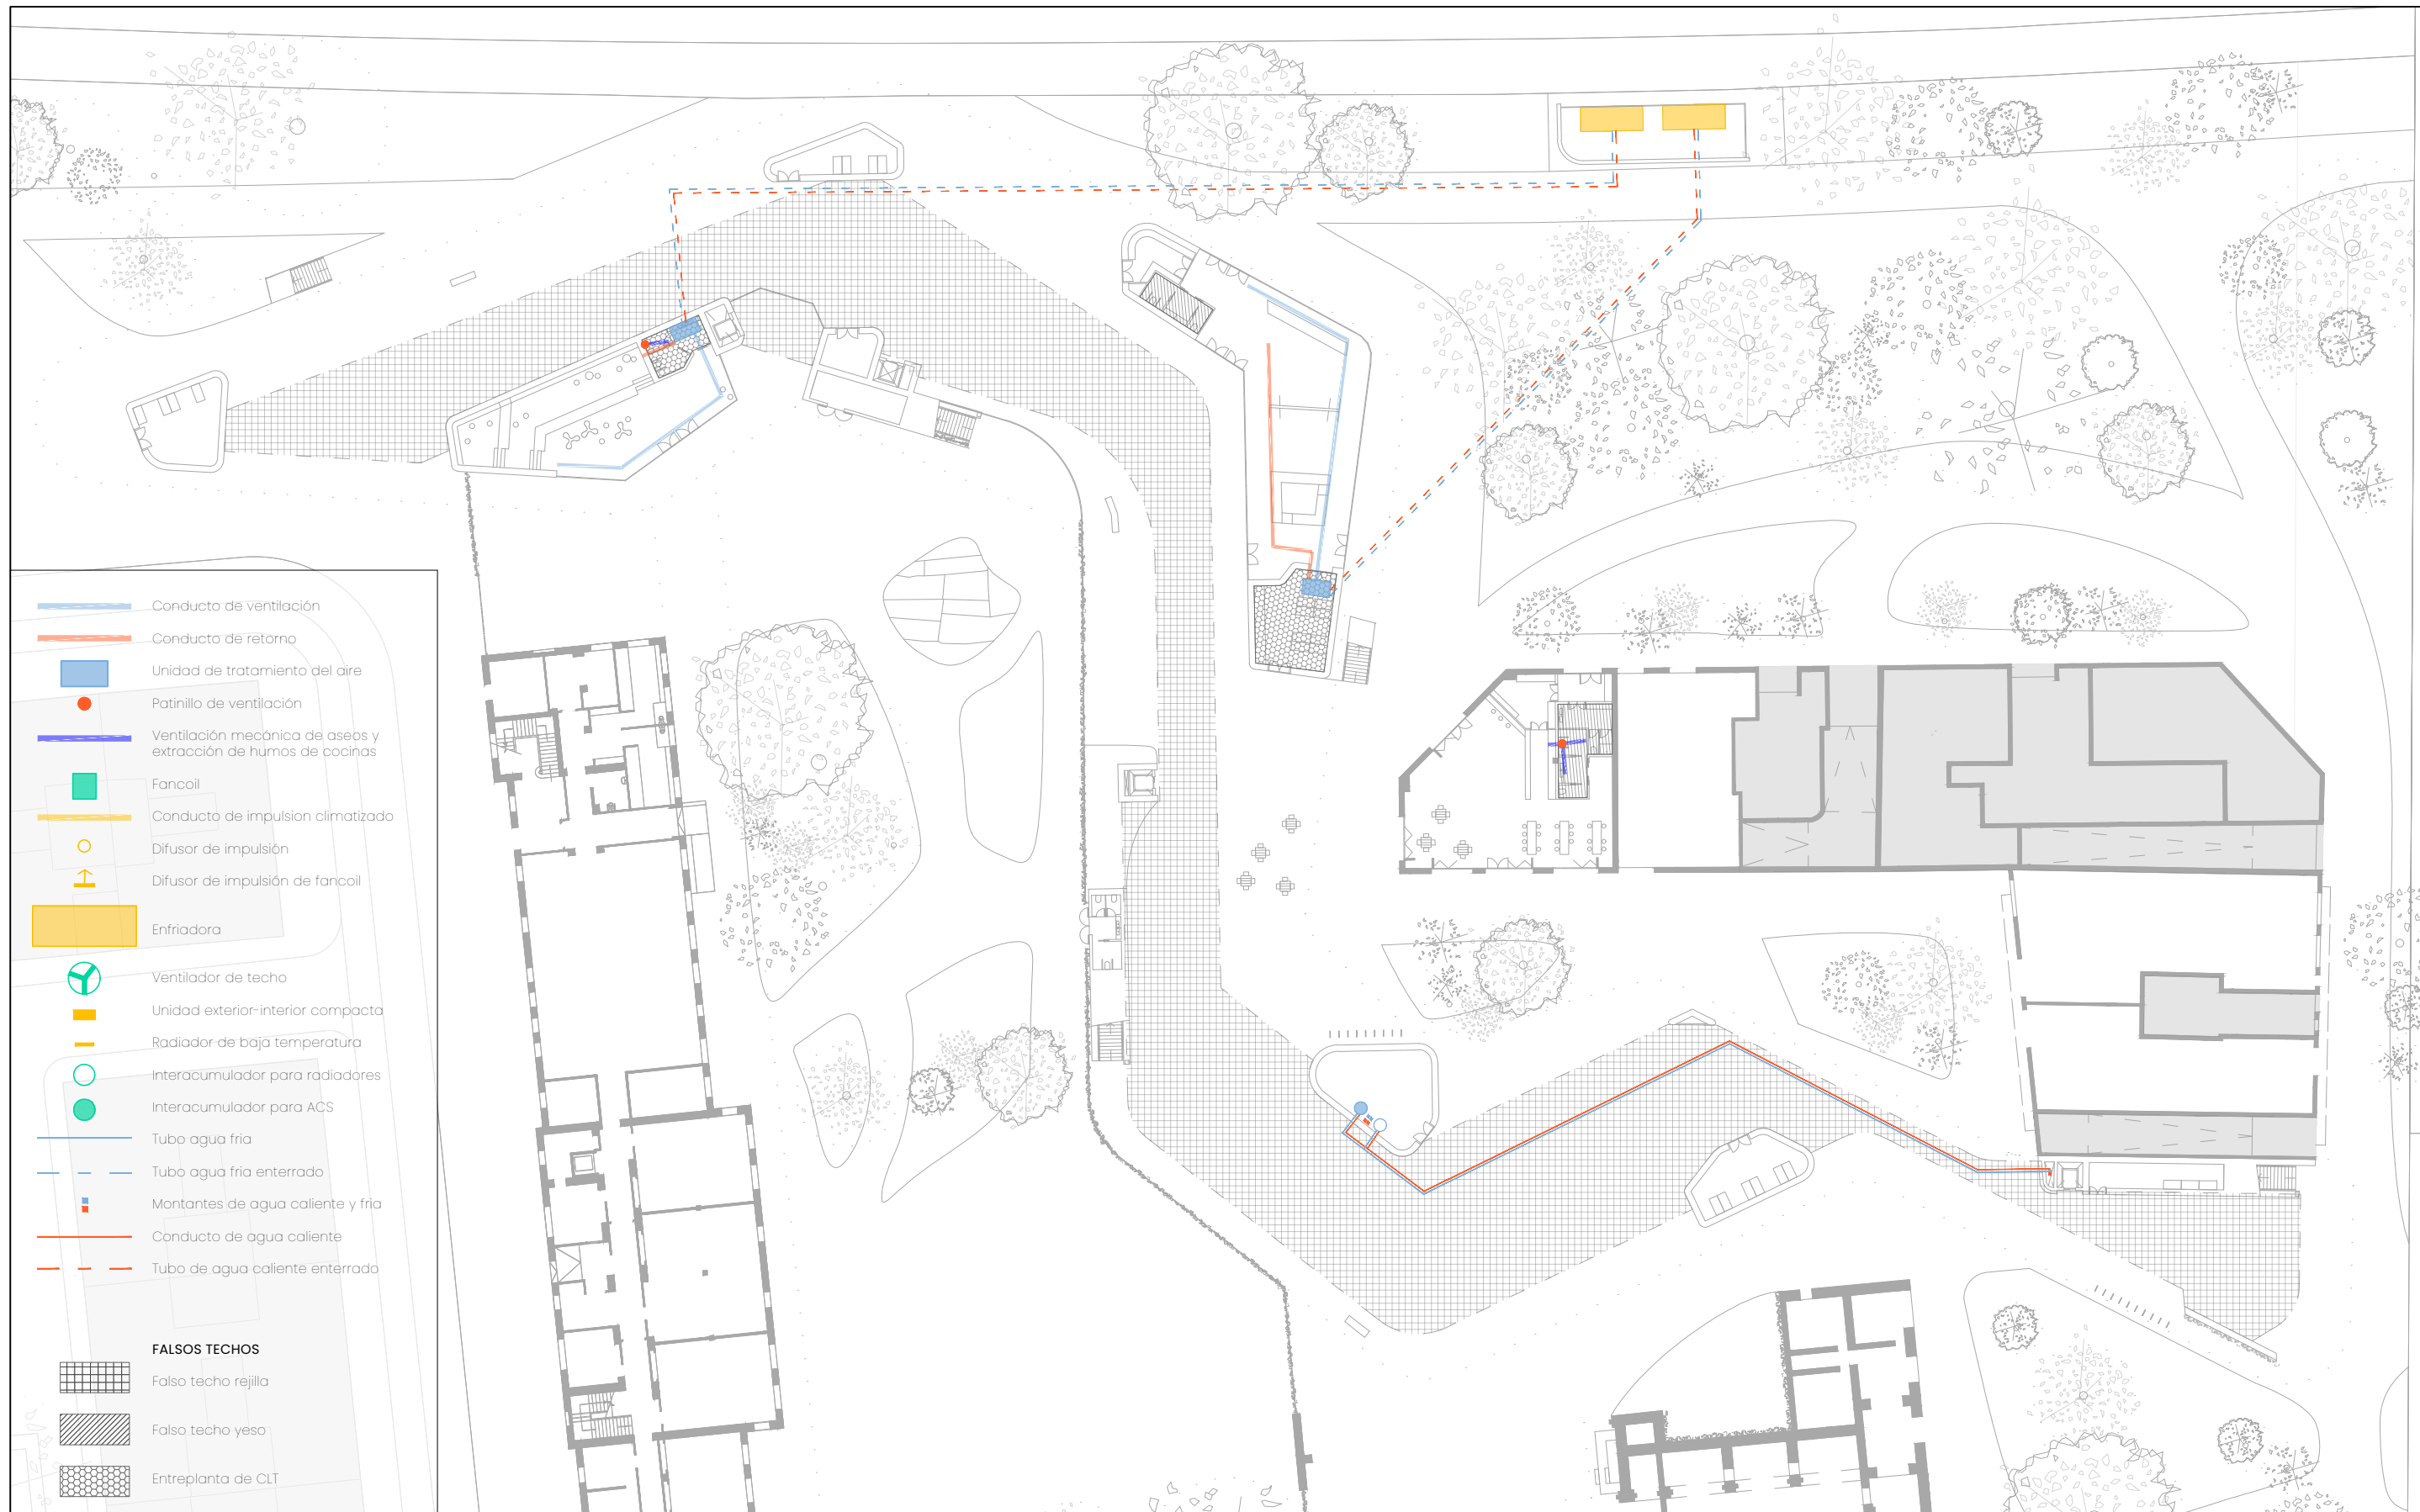 Conducto de ventilación
Conducto de retorno
Unidad de tratamiento del aire
Patinillo de ventilación
Ventilación mecánica de aseos y
extracción de humos de cocinas
Fancoil
Conducto de impulsion climatizado
Difusor de impulsión
Difusor de impulsión de fancoil
Enfriadora
Ventilador de techo
Unidad exterior-interior compacta
Radiador de baja temperatura
Interacumulador para radiadores
Interacumulador para ACS
Tubo agua fria
Tubo agua fria enterrado
Montantes de agua caliente y fria
Conducto de agua caliente
Tubo de agua caliente enterrado
FALSOS TECHOS
Falso techo rejilla
Falso techo yeso
Entreplanta de CLT